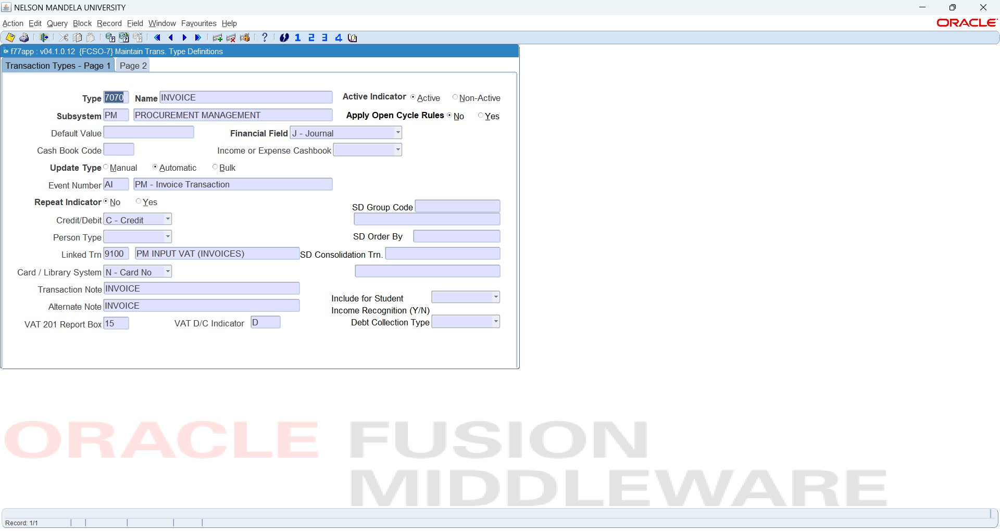 NELSON MANDELA UNIVERSITY
Action Edit Query Block Record Field Window Favourites Help
ORACLE
1 2 3 4
f77app : v04.1.0.12 {FCSO-7} Maintain Trans. Type Definitions
Transaction Types - Page 1 Page 2
Type 7070 Name INVOICE Active Indicator Active Non-Active
Subsystem PM PROCUREMENT MANAGEMENT Apply Open Cycle Rules No Yes
Default Value Financial Field J - Journal
Cash Book Code Income or Expense Cashbook
Update Type Manual Automatic Bulk
Event Number AI PM - Invoice Transaction
Repeat Indicator No Yes
SD Group Code
Credit/Debit C - Credit
Person Type SD Order By
Linked Trn 9100 PM INPUT VAT (INVOICES) SD Consolidation Trn.
Card / Library System N - Card No
Transaction Note INVOICE
Include for Student
Alternate Note INVOICE
Income Recognition (Y/N)
VAT 201 Report Box 15 VAT D/C Indicator D Debt Collection Type
ORACLE FUSION
MIDDLEWARE
Record: 1/1